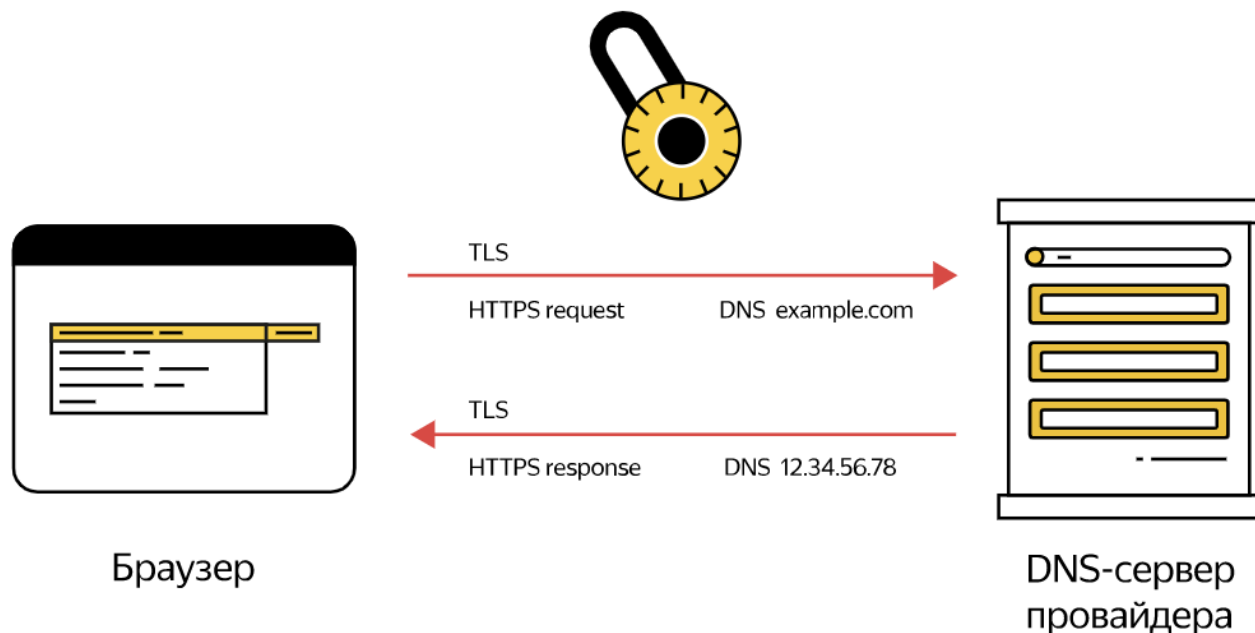 TLS
HTTPS request DNS example.com
TLS
HTTPS response DNS 12.34.56.78
Браузер
DNS-сервер
провайдера